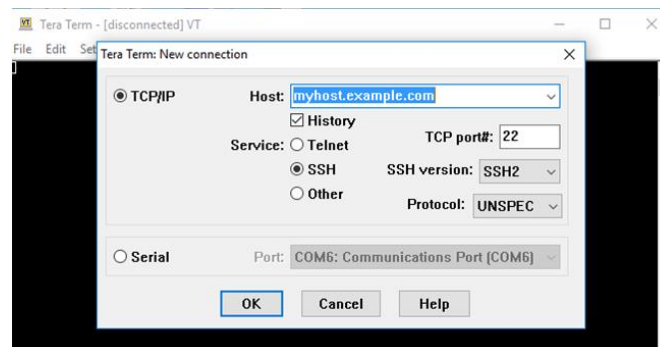 VT Tera Term - [disconnected] VT
File Edit Set
Tera Term: New connection
TCP/IP Host: myhost.example.com
History
Service: Telnet TCP port#: 22
SSH SSH version: SSH2
Other Protocol: UNSPEC
Serial Port: COM6: Communications Port (COM6)
OK Cancel Help